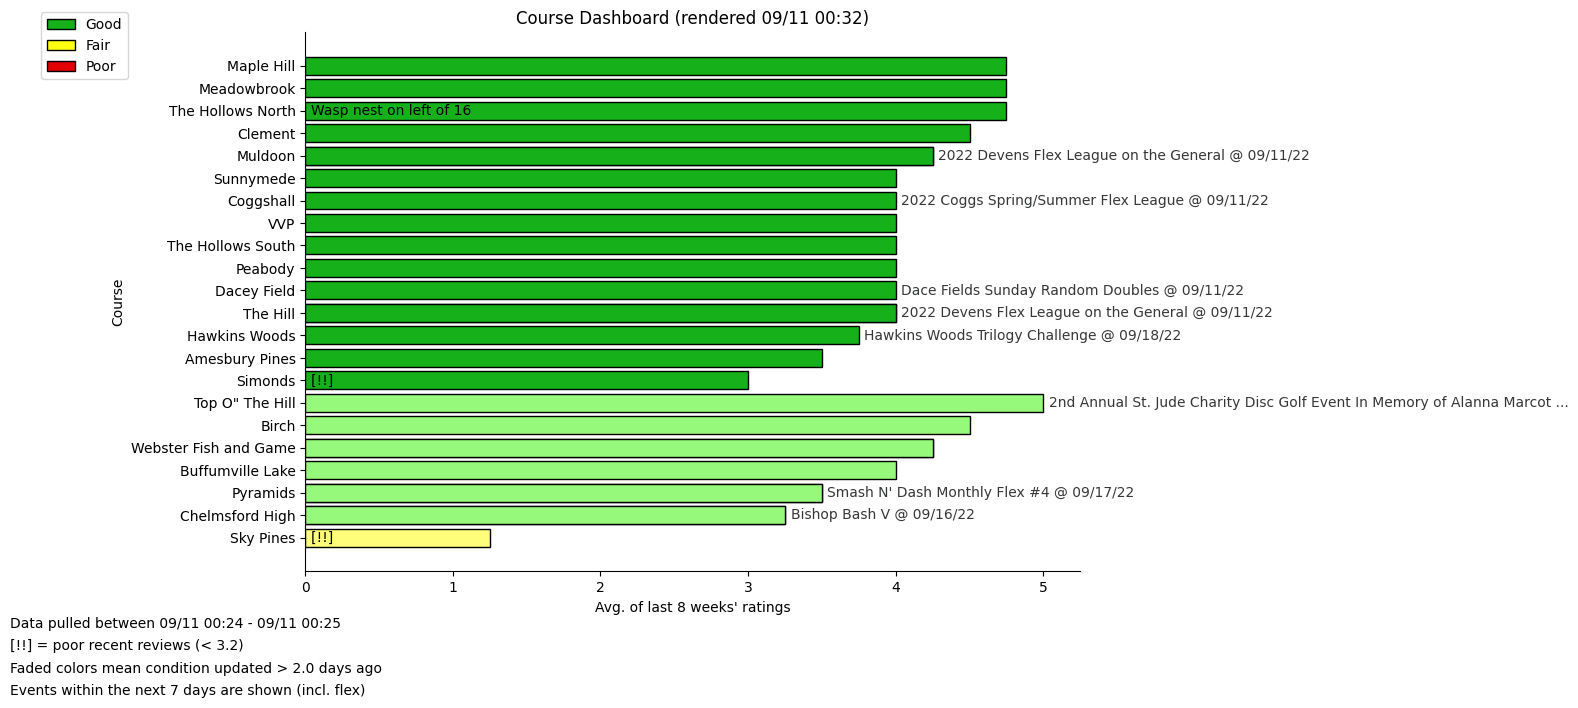 Course Dashboard (rendered 09/11 00:32)
Good
Fair
Poor
Course
Maple Hill
Meadowbrook
The Hollows North Wasp nest on left of 16
Clement
Muldoon 2022 Devens Flex League on the General @ 09/11/22
Sunnymede
Coggshall 2022 Coggs Spring/Summer Flex League @ 09/11/22
VVP
The Hollows South
Peabody
Dacey Field Dace Fields Sunday Random Doubles @ 09/11/22
The Hill 2022 Devens Flex League on the General @ 09/11/22
Hawkins Woods Hawkins Woods Trilogy Challenge @ 09/18/22
Amesbury Pines
Simonds [!!]
Top O" The Hill 2nd Annual St. Jude Charity Disc Golf Event In Memory of Alanna Marcot ...
Birch
Webster Fish and Game
Buffumville Lake
Pyramids Smash N' Dash Monthly Flex #4 @ 09/17/22
Chelmsford High Bishop Bash V @ 09/16/22
Sky Pines [!!]
0 1 2 3 4 5
Avg. of last 8 weeks' ratings
Data pulled between 09/11 00:24 - 09/11 00:25
[!!] = poor recent reviews (< 3.2)
Faded colors mean condition updated > 2.0 days ago
Events within the next 7 days are shown (incl. flex)